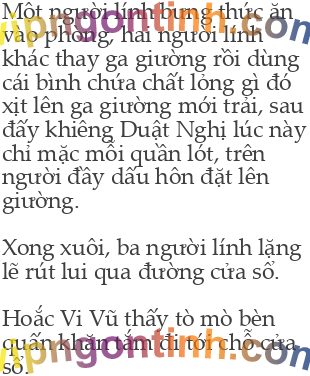 Một người lính bưng thức ăn
vào phòng, hai người lính
khác thay ga giường rồi dùng
cái bình chứa chất lỏng gì đó
xịt lên ga giường mới trải, sau
đấy khiêng Duật Nghị lúc này
chỉ mặc mỗi quần lót, trên
người đầy dấu hôn đặt lên
giường.
Xong xuôi, ba người lính lặng
lẽ rút lui qua đường cửa sổ.
Hoắc Vi Vũ thấy tò mò bèn
quấn khăn tắm đi tới chỗ cửa
sổ.